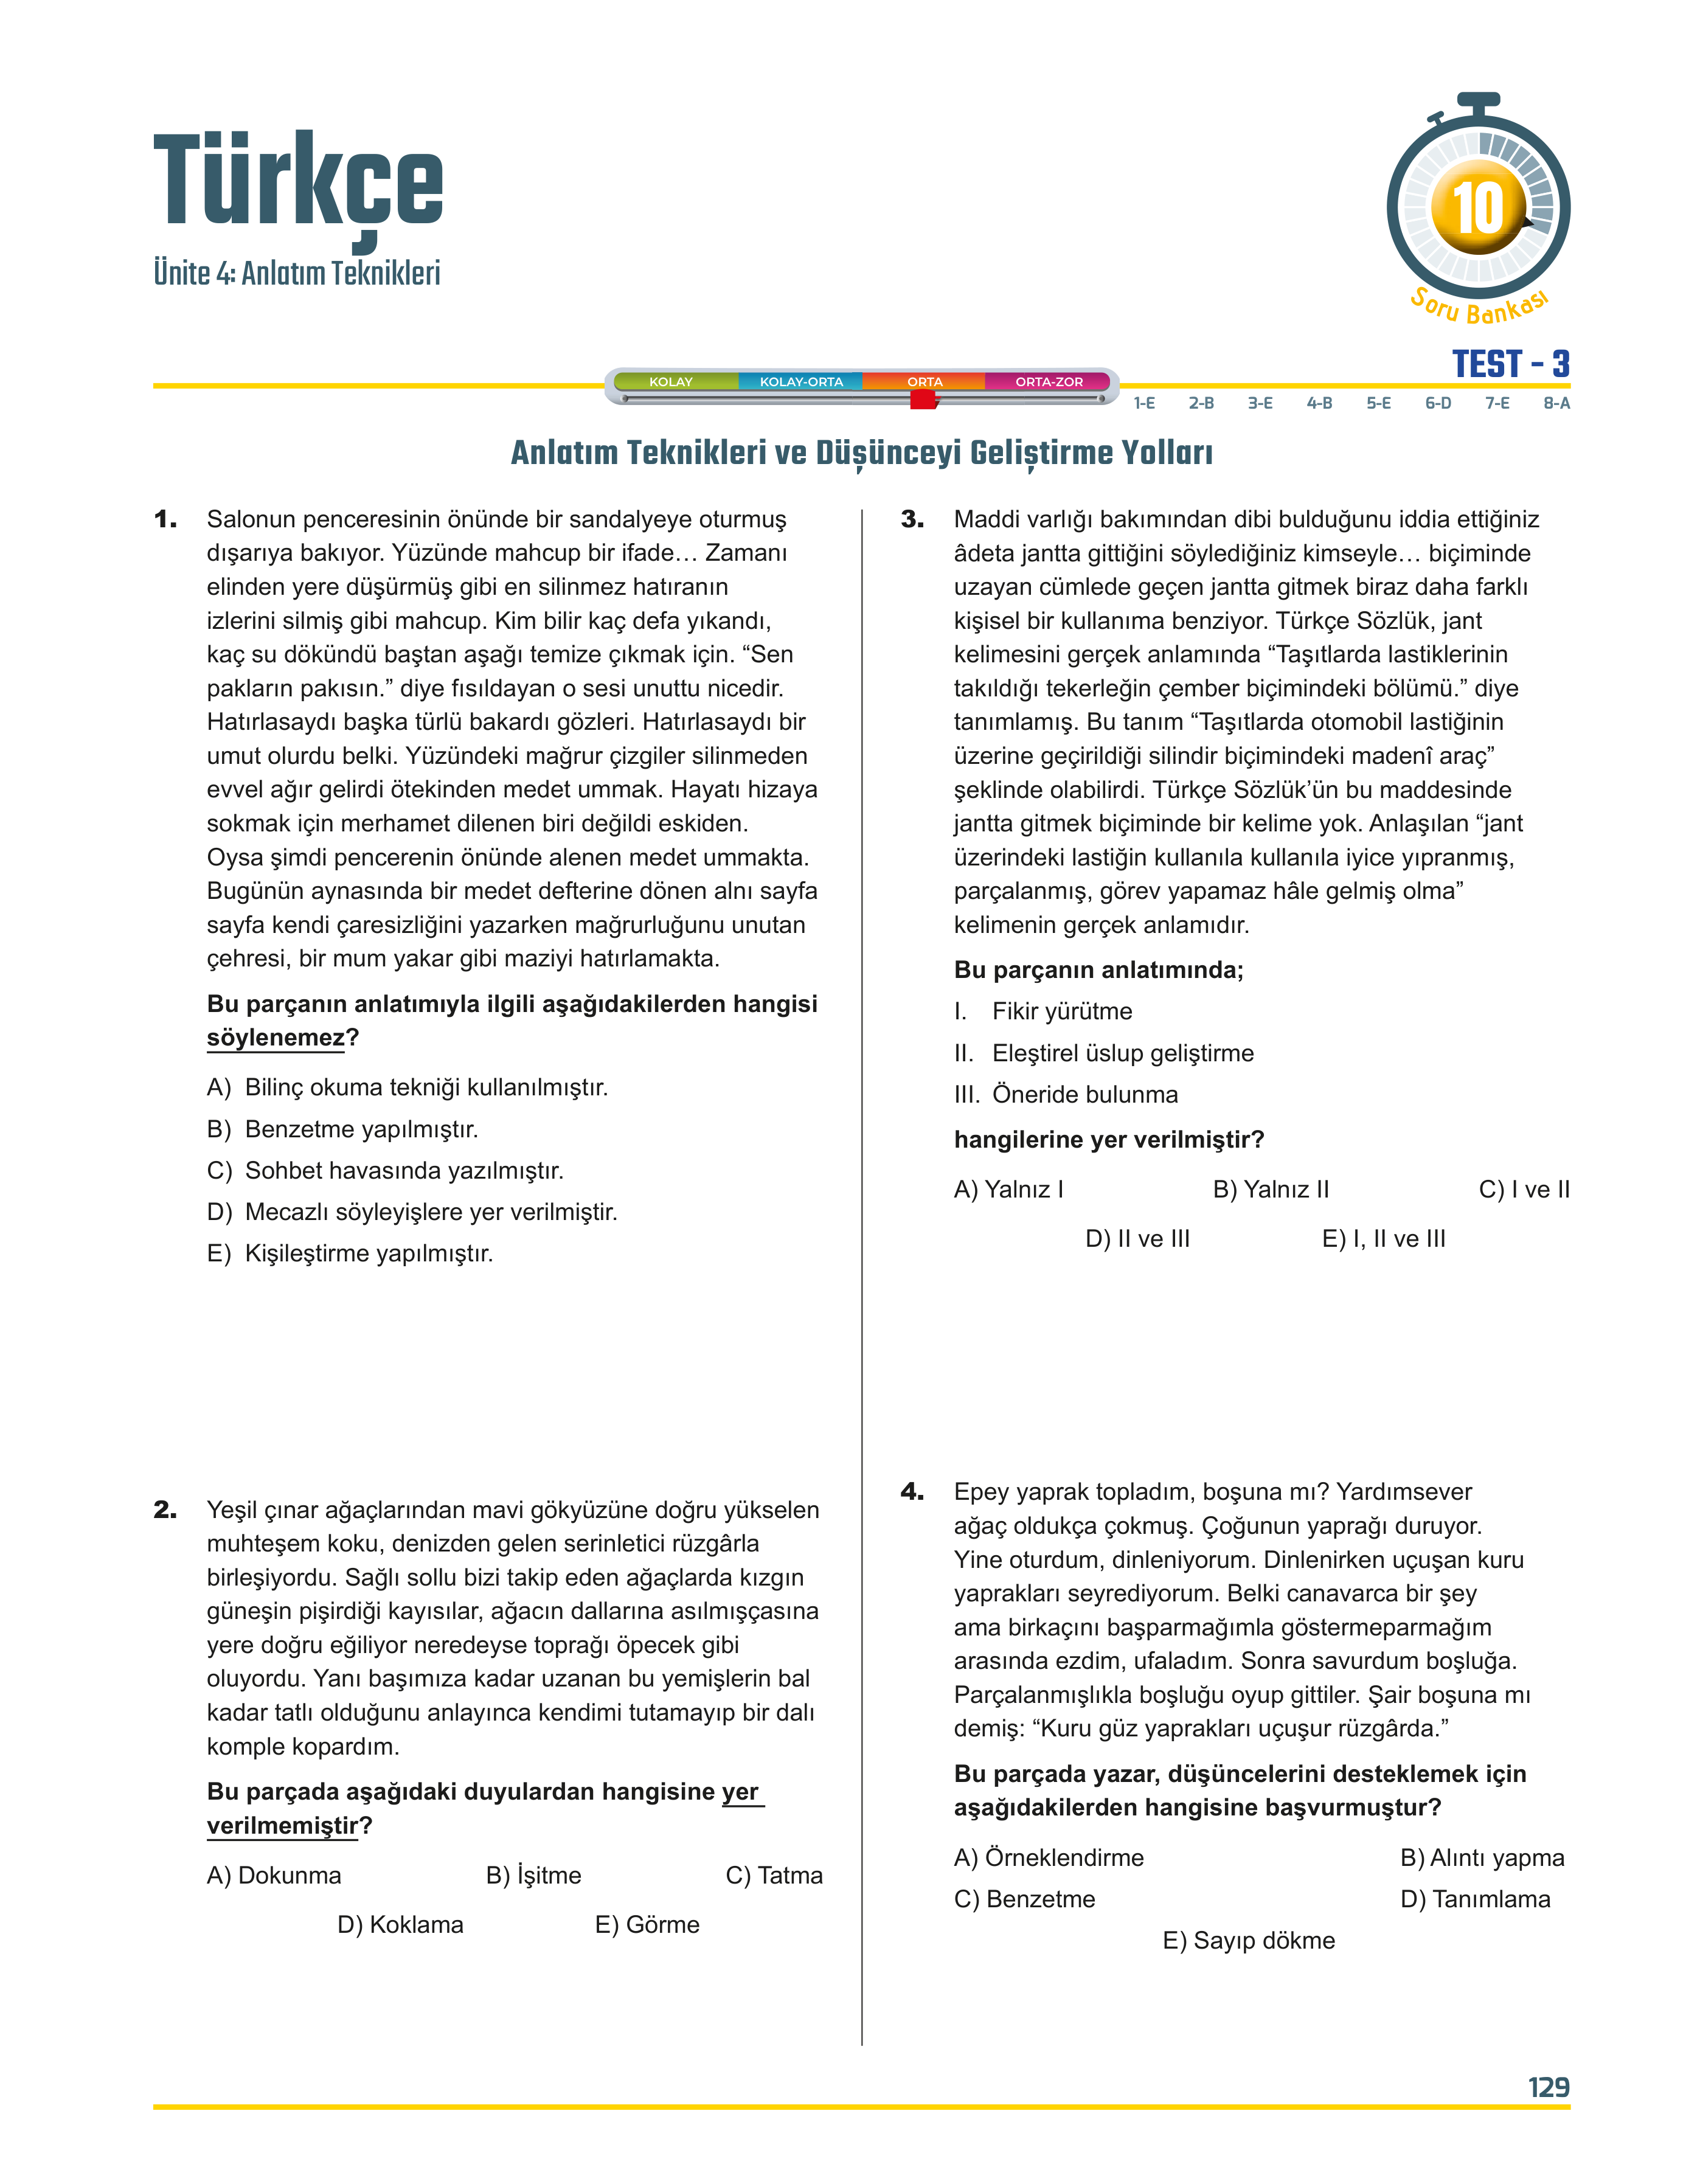 Türkçe
Ünite 4: Anlatım Teknikleri
10
Soru Bankası
TEST - 3
KOLAY KOLAY-ORTA ORTA ORTA-ZOR
1-E 2-B 3-E 4-B 5-E 6-D 7-E 8-A
Anlatım Teknikleri ve Düşünceyi Geliştirme Yolları
1. Salonun penceresinin önünde bir sandalyeye oturmuş
dışarıya bakıyor. Yüzünde mahcup bir ifade… Zamanı
elinden yere düşürmüş gibi en silinmez hatıranın
izlerini silmiş gibi mahcup. Kim bilir kaç defa yıkandı,
kaç su dökündü baştan aşağı temize çıkmak için. “Sen
pakların pakısın.” diye fısıldayan o sesi unuttu nicedir.
Hatırlasaydı başka türlü bakardı gözleri. Hatırlasaydı bir
umut olurdu belki. Yüzündeki mağrur çizgiler silinmeden
evvel ağır gelirdi ötekinden medet ummak. Hayatı hizaya
sokmak için merhamet dilenen biri değildi eskiden.
Oysa şimdi pencerenin önünde alenen medet ummakta.
Bugünün aynasında bir medet defterine dönen alnı sayfa
sayfa kendi çaresizliğini yazarken mağrurluğunu unutan
çehresi, bir mum yakar gibi maziyi hatırlamakta.
Bu parçanın anlatımıyla ilgili aşağıdakilerden hangisi
söylenemez?
A) Bilinç okuma tekniği kullanılmıştır.
B) Benzetme yapılmıştır.
C) Sohbet havasında yazılmıştır.
D) Mecazlı söyleyişlere yer verilmiştir.
E) Kişileştirme yapılmıştır.
2. Yeşil çınar ağaçlarından mavi gökyüzüne doğru yükselen
muhteşem koku, denizden gelen serinletici rüzgârla
birleşiyordu. Sağlı sollu bizi takip eden ağaçlarda kızgın
güneşin pişirdiği kayısılar, ağacın dallarına asılmışçasına
yere doğru eğiliyor neredeyse toprağı öpecek gibi
oluyordu. Yanı başımıza kadar uzanan bu yemişlerin bal
kadar tatlı olduğunu anlayınca kendimi tutamayıp bir dalı
komple kopardım.
Bu parçada aşağıdaki duyulardan hangisine yer
verilmemiştir?
A) Dokunma B) İşitme C) Tatma
D) Koklama E) Görme
3. Maddi varlığı bakımından dibi bulduğunu iddia ettiğiniz
âdeta jantta gittiğini söylediğiniz kimseyle… biçiminde
uzayan cümlede geçen jantta gitmek biraz daha farklı
kişisel bir kullanıma benziyor. Türkçe Sözlük, jant
kelimesini gerçek anlamında “Taşıtlarda lastiklerinin
takıldığı tekerleğin çember biçimindeki bölümü.” diye
tanımlamış. Bu tanım “Taşıtlarda otomobil lastiğinin
üzerine geçirildiği silindir biçimindeki madenî araç”
şeklinde olabilirdi. Türkçe Sözlük’ün bu maddesinde
jantta gitmek biçiminde bir kelime yok. Anlaşılan “jant
üzerindeki lastiğin kullanıla kullanıla iyice yıpranmış,
parçalanmış, görev yapamaz hâle gelmiş olma”
kelimenin gerçek anlamıdır.
Bu parçanın anlatımında;
I. Fikir yürütme
II. Eleştirel üslup geliştirme
III. Öneride bulunma
hangilerine yer verilmiştir?
A) Yalnız I B) Yalnız II C) I ve II
D) II ve III E) I, II ve III
4. Epey yaprak topladım, boşuna mı? Yardımsever
ağaç oldukça çokmuş. Çoğunun yaprağı duruyor.
Yine oturdum, dinleniyorum. Dinlenirken uçuşan kuru
yaprakları seyrediyorum. Belki canavarca bir şey
ama birkaçını başparmağımla göstermeparmağım
arasında ezdim, ufaladım. Sonra savurdum boşluğa.
Parçalanmışlıkla boşluğu oyup gittiler. Şair boşuna mı
demiş: “Kuru güz yaprakları uçuşur rüzgârda.”
Bu parçada yazar, düşüncelerini desteklemek için
aşağıdakilerden hangisine başvurmuştur?
A) Örneklendirme B) Alıntı yapma
C) Benzetme D) Tanımlama
E) Sayıp dökme
129